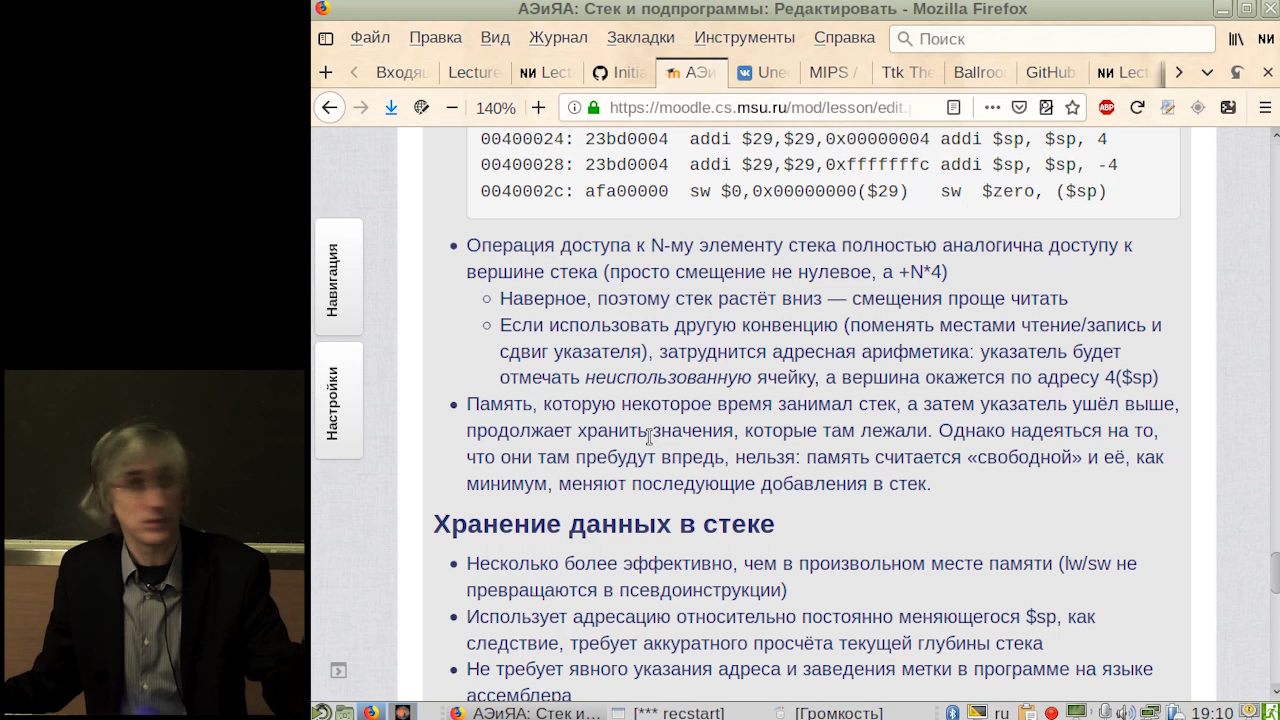 АЭиЯА: Стек и подпрограммы: Редактировать - Mozilla Firefox
Файл Правка Вид Журнал Закладки Инструменты Справка Поиск
Входящ Lecture Lect Initia АЭи Une MIPS / Ttk The Ballroo GitHub Lect
140% https://moodle.cs.msu.ru/mod/lesson/edit. ABP
00400024: 23bd0004 addi $29,$29,0x00000004 addi $sp, $sp, 4
00400028: 23bd0004 addi $29,$29,0xfffffffc addi $sp, $sp, -4
0040002c: afa00000 sw $0,0x00000000($29) sw $zero, ($sp)
Навигация
Настройки
Операция доступа к N-му элементу стека полностью аналогична доступу к
вершине стека (просто смещение не нулевое, а +N*4)
Наверное, поэтому стек растёт вниз — смещения проще читать
Если использовать другую конвенцию (поменять местами чтение/запись и
сдвиг указателя), затруднится адресная арифметика: указатель будет
отмечать неиспользованную ячейку, а вершина окажется по адресу 4($sp)
Память, которую некоторое время занимал стек, а затем указатель ушёл выше,
продолжает хранить значения, которые там лежали. Однако надеяться на то,
что они там пребудут впредь, нельзя: память считается «свободной» и её, как
минимум, меняют последующие добавления в стек.
Хранение данных в стеке
Несколько более эффективно, чем в произвольном месте памяти (lw/sw не
превращаются в псевдоинструкции)
Использует адресацию относительно постоянно меняющегося $sp, как
следствие, требует аккуратного просчёта текущей глубины стека
Не требует явного указания адреса и заведения метки в программе на языке
ассемблера
АЭиЯА: Стек и... [*** recstart] [Громкость] ru 19:10